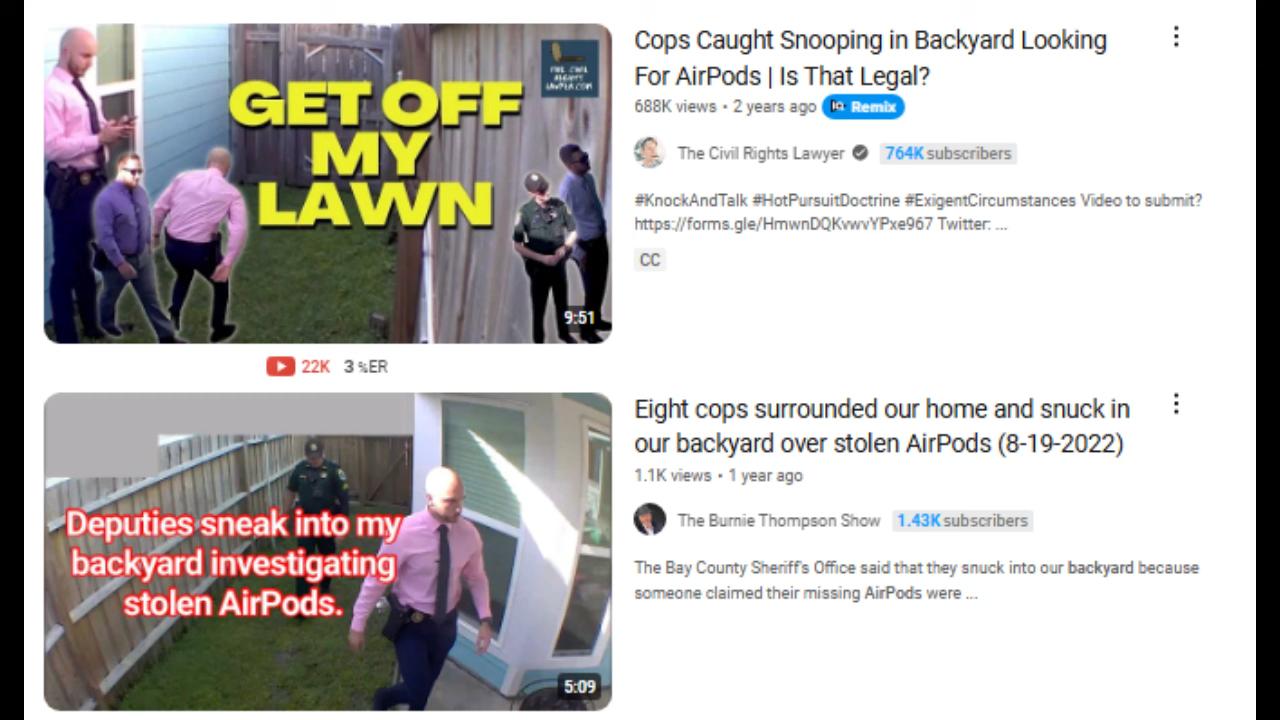 GET OFF
MY
LAWN
THE CIVIL
RIGHTS
LAWYER.COM
9:51
22K 3 %ER
Cops Caught Snooping in Backyard Looking
For AirPods | Is That Legal?
688K views • 2 years ago Remix
The Civil Rights Lawyer 764K subscribers
#KnockAndTalk #HotPursuitDoctrine #ExigentCircumstances Video to submit?
https://forms.gle/HmwnDQKvwvYPxe967 Twitter: ...
CC
Deputies sneak into my
backyard investigating
stolen AirPods.
5:09
Eight cops surrounded our home and snuck in
our backyard over stolen AirPods (8-19-2022)
1.1K views • 1 year ago
The Burnie Thompson Show 1.43K subscribers
The Bay County Sheriff's Office said that they snuck into our backyard because
someone claimed their missing AirPods were ...